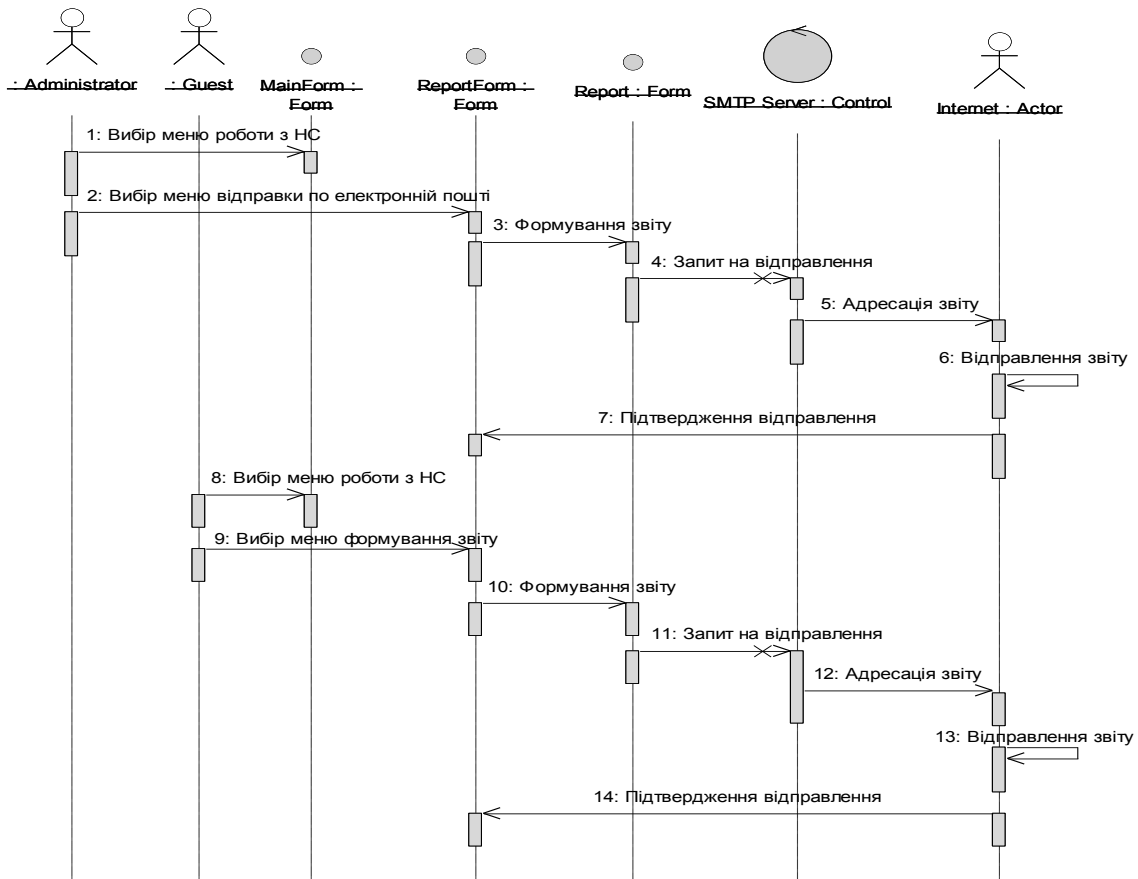 : Administrator
: Guest
MainForm :
Form
ReportForm :
Form
Report : Form
SMTP Server : Control
Internet : Actor
1: Вибір меню роботи з НС
2: Вибір меню відправки по електронній пошті
3: Формування звіту
4: Запит на відправлення
5: Адресація звіту
6: Відправлення звіту
7: Підтвердження відправлення
8: Вибір меню роботи з НС
9: Вибір меню формування звіту
10: Формування звіту
11: Запит на відправлення
12: Адресація звіту
13: Відправлення звіту
14: Підтвердження відправлення